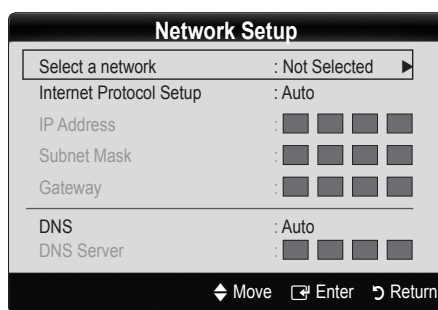 Network Setup
Select a network : Not Selected ▶
Internet Protocol Setup : Auto
IP Address :
Subnet Mask :
Gateway :
DNS : Auto
DNS Server :
Move Enter Return